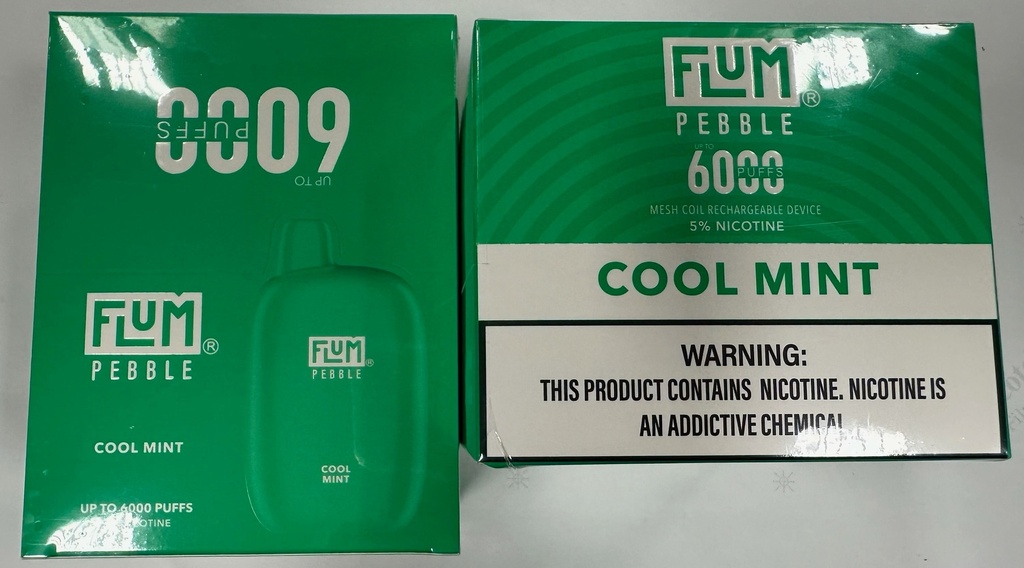 6000
PUFFS
UP TO
FLUM®
PEBBLE
FLUM®
PEBBLE
COOL MINT
COOL
MINT
UP TO 6000 PUFFS
NICOTINE
FLUM®
PEBBLE
UP TO
6000
PUFFS
MESH COIL RECHARGEABLE DEVICE
5% NICOTINE
COOL MINT
WARNING:
THIS PRODUCT CONTAINS NICOTINE. NICOTINE IS
AN ADDICTIVE CHEMICAL